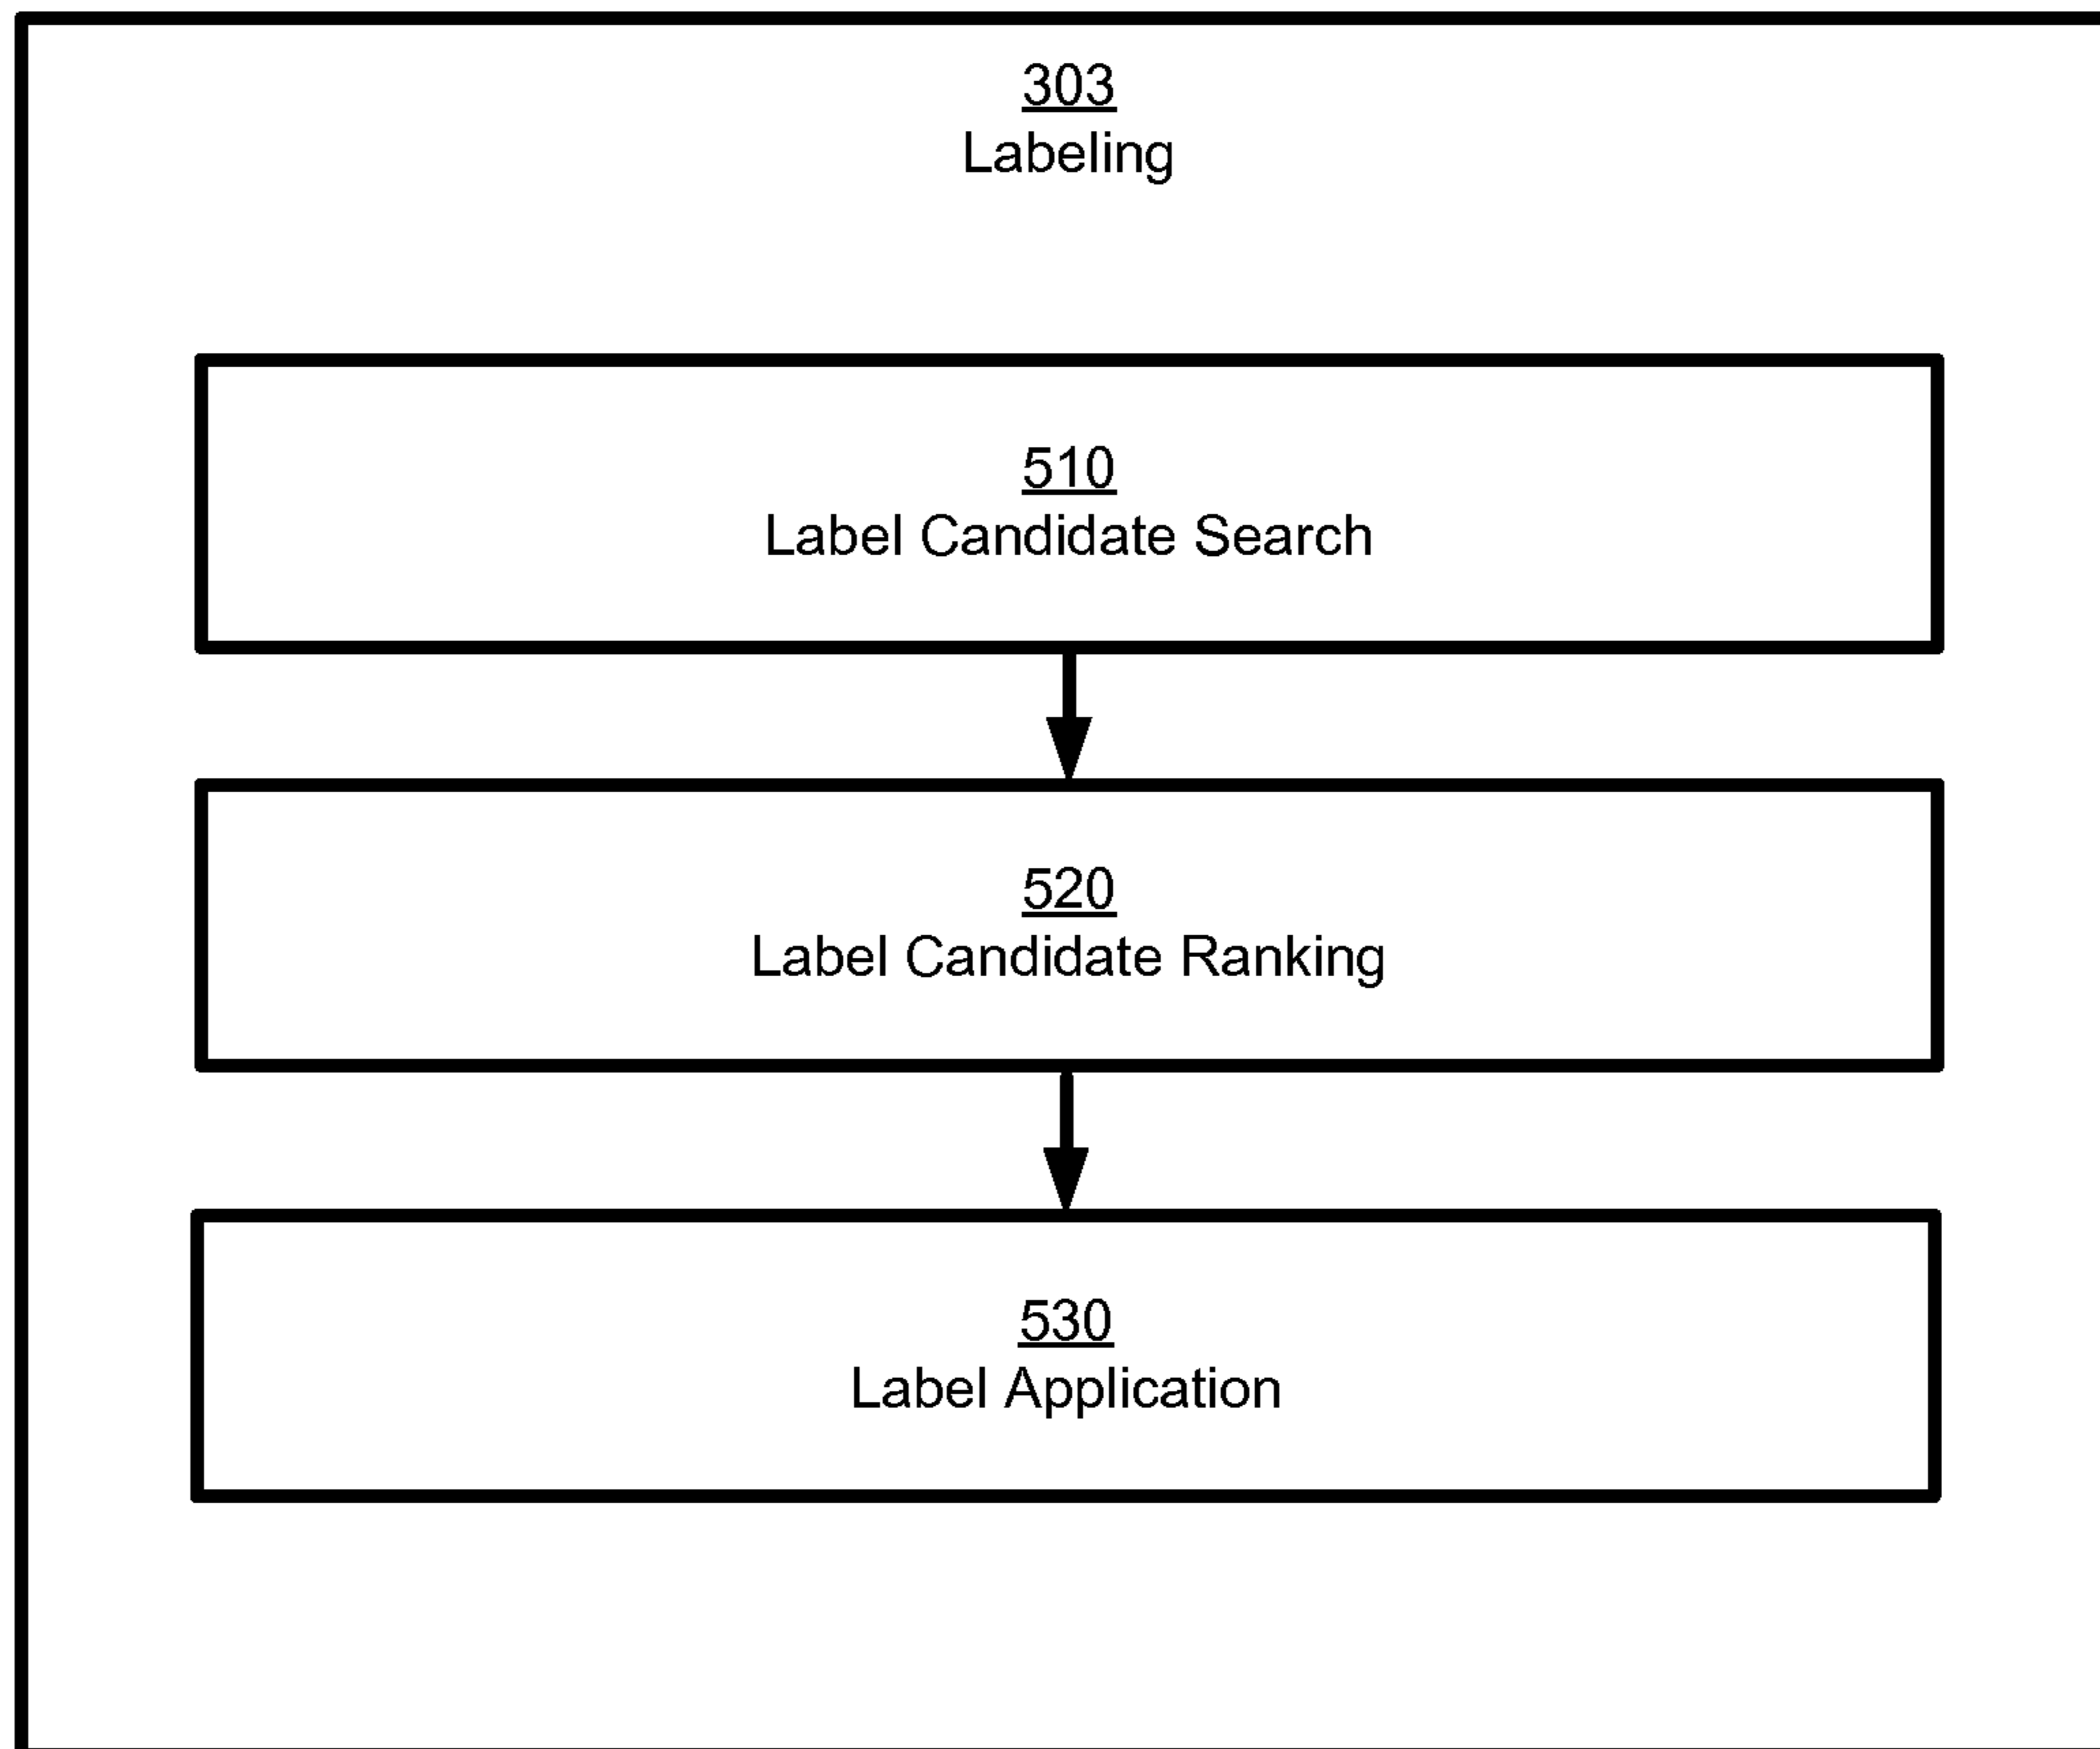 303
Labeling
510
Label Candidate Search
520
Label Candidate Ranking
530
Label Application